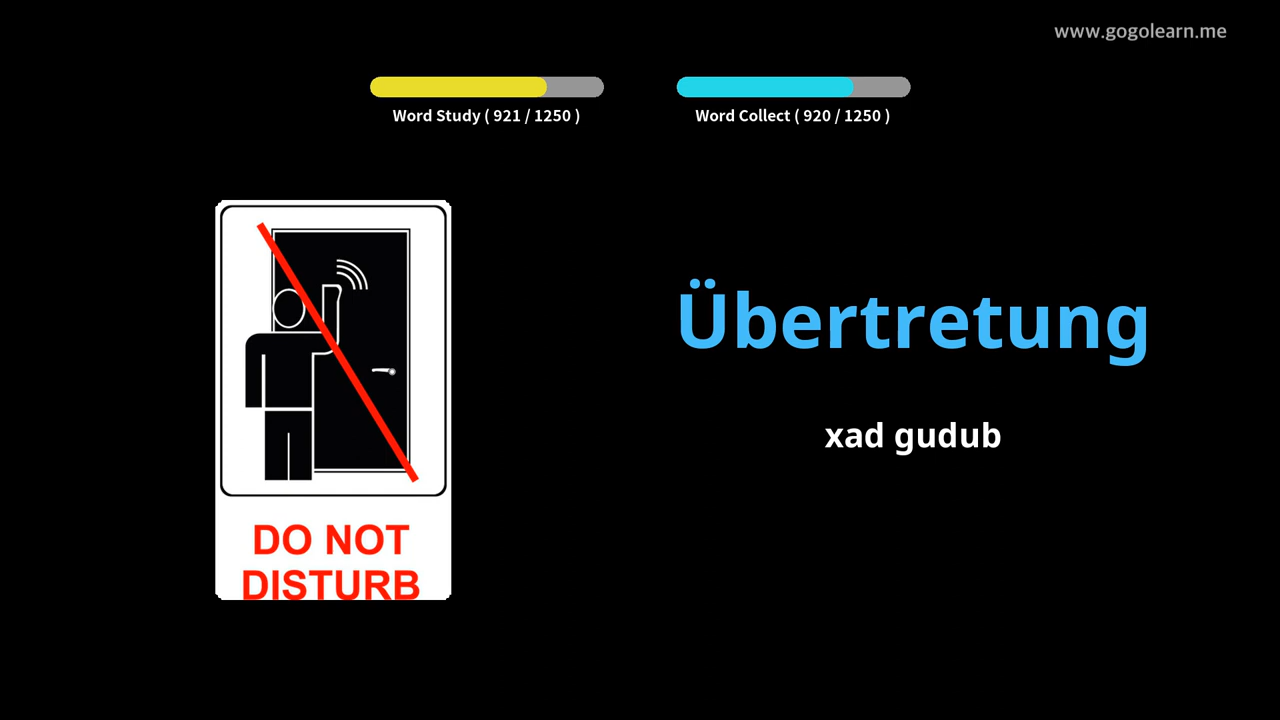 www.gogolearn.me
Word Study ( 921 / 1250 )
Word Collect ( 920 / 1250 )
Übertretung
xad gudub
DO NOT
DISTURB